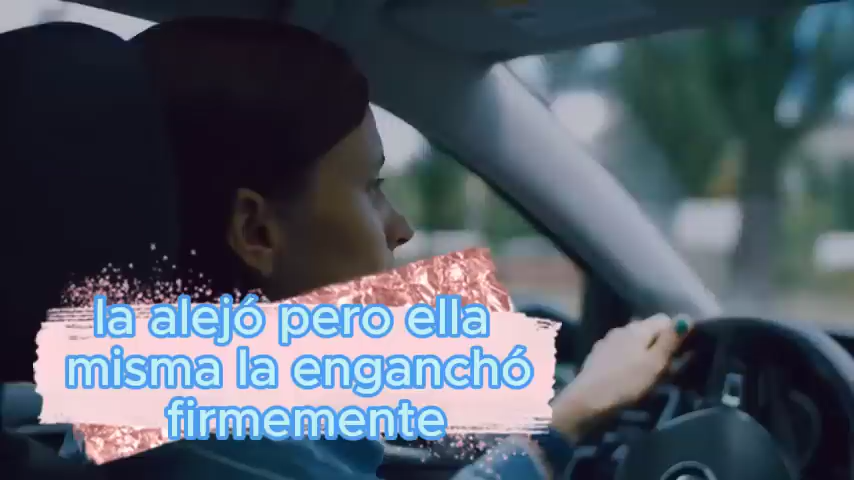 la alejó pero ella
misma la enganchó
firmemente